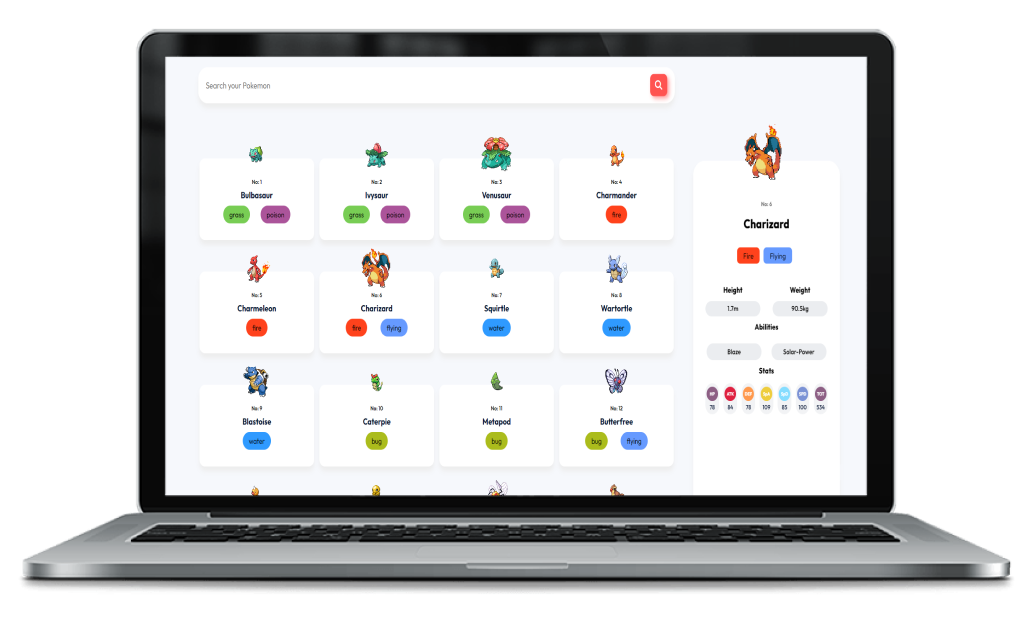 Search your Pokemon
No: 1
Bulbasaur
grass poison
No: 2
Ivysaur
grass poison
No: 3
Venusaur
grass poison
No: 4
Charmander
fire
No: 5
Charmeleon
fire
No: 6
Charizard
fire flying
No: 7
Squirtle
water
No: 8
Wartortle
water
No: 9
Blastoise
water
No: 10
Caterpie
bug
No: 11
Metapod
bug
No: 12
Butterfree
bug flying
No: 6
Charizard
Fire Flying
Height Weight
1.7m 90.5kg
Abilities
Blaze Solar-Power
Stats
HP ATK DEF SpA SpD SPD TOT
78 84 78 109 85 100 534